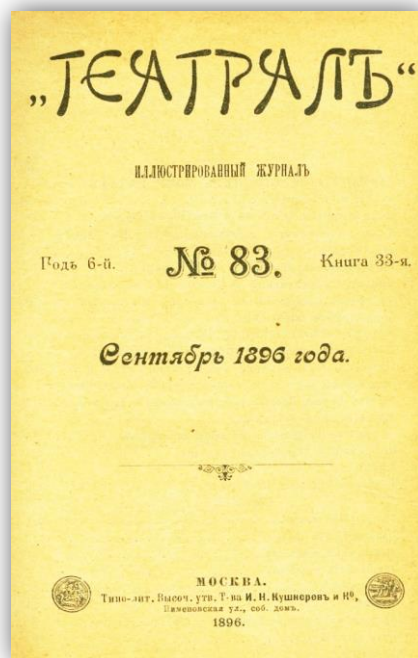 „ТЕАТРАЛЪ“
ИЛЛЮСТРИРОВАННЫЙ ЖУРНАЛЪ
Годъ 6-й. № 83. Книга 33-я.
Сентябрь 1896 года.
МОСКВА.
Типо-лит. Высоч. утв. Т-ва И. Н. Кушнеровъ и К⁰,
Пименовская ул., соб. домъ.
1896.